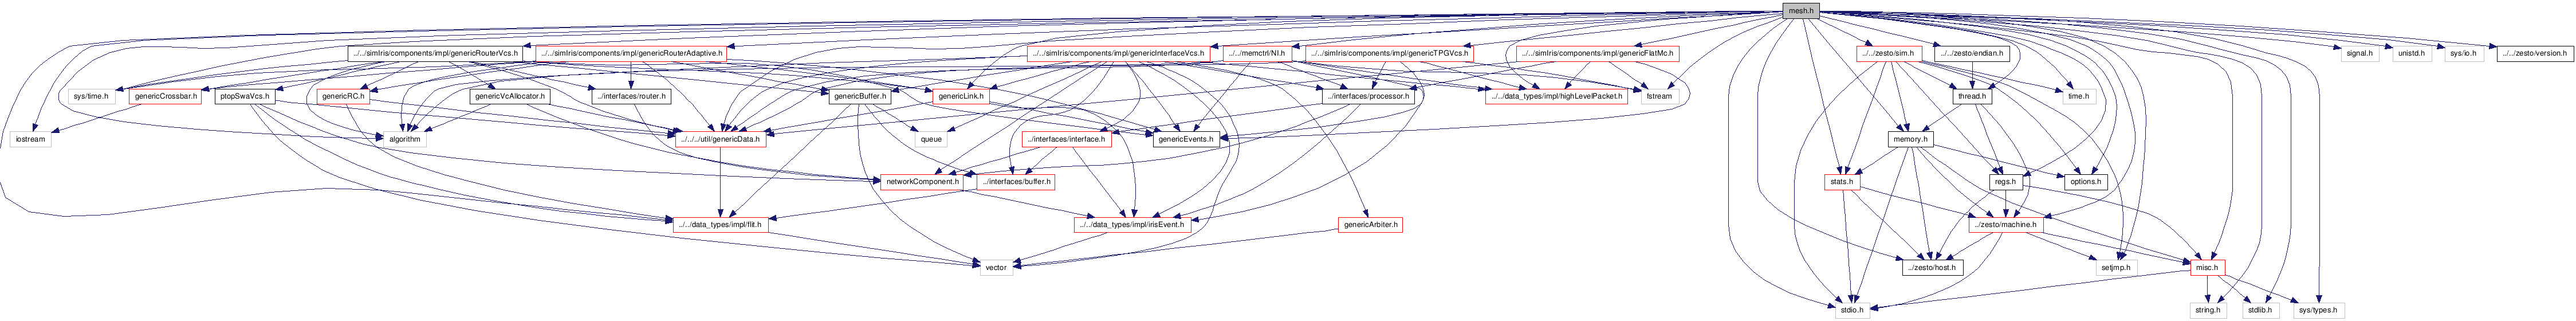 mesh.h
../../simIris/components/impl/genericRouterVcs.h
../../simIris/components/impl/genericRouterAdaptive.h
../../simIris/components/impl/genericInterfaceVcs.h
../../memctrl/NI.h
../../simIris/components/impl/genericTPGVcs.h
../../simIris/components/impl/genericFlatMc.h
../../zesto/sim.h
../../zesto/endian.h
signal.h
unistd.h
sys/io.h
../../zesto/version.h
sys/time.h
genericCrossbar.h
ptopSwaVcs.h
genericRC.h
genericVcAllocator.h
../interfaces/router.h
genericBuffer.h
genericLink.h
../interfaces/processor.h
../../data_types/impl/highLevelPacket.h
fstream
thread.h
time.h
iostream
algorithm
../../../util/genericData.h
queue
../interfaces/interface.h
genericEvents.h
memory.h
networkComponent.h
../interfaces/buffer.h
stats.h
regs.h
options.h
../../data_types/impl/flit.h
../../data_types/impl/irisEvent.h
genericArbiter.h
../zesto/machine.h
vector
../zesto/host.h
setjmp.h
misc.h
stdio.h
string.h
stdlib.h
sys/types.h